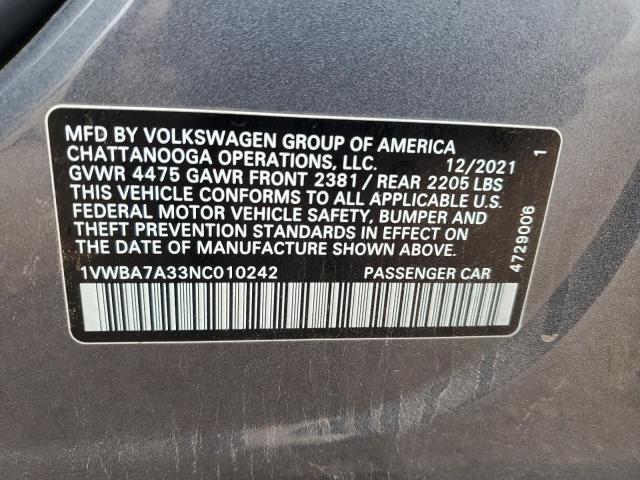 MFD BY VOLKSWAGEN GROUP OF AMERICA
CHATTANOOGA OPERATIONS, LLC. 12/2021
GVWR 4475 GAWR FRONT 2381 / REAR 2205 LBS
THIS VEHICLE CONFORMS TO ALL APPLICABLE U.S.
FEDERAL MOTOR VEHICLE SAFETY, BUMPER AND
THEFT PREVENTION STANDARDS IN EFFECT ON
THE DATE OF MANUFACTURE SHOWN ABOVE.
1VWBA7A33NC010242 PASSENGER CAR
4729006 1